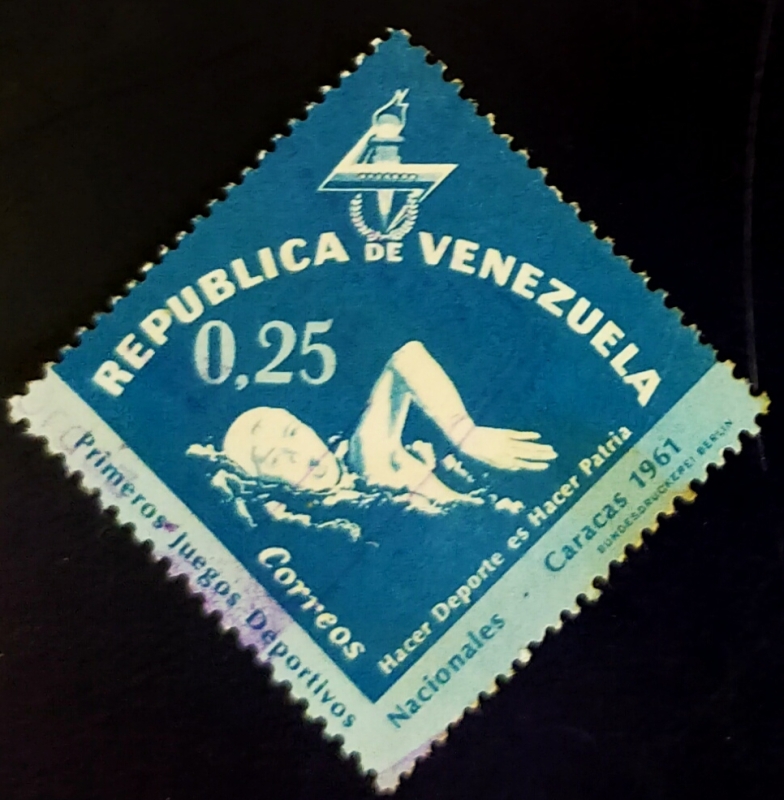 REPUBLICA DE VENEZUELA
0,25
Correos
Hacer Deporte es Hacer Patria
Primeros Juegos Deportivos
Nacionales · Caracas 1961
BUNDESDRUCKEREI BERLIN